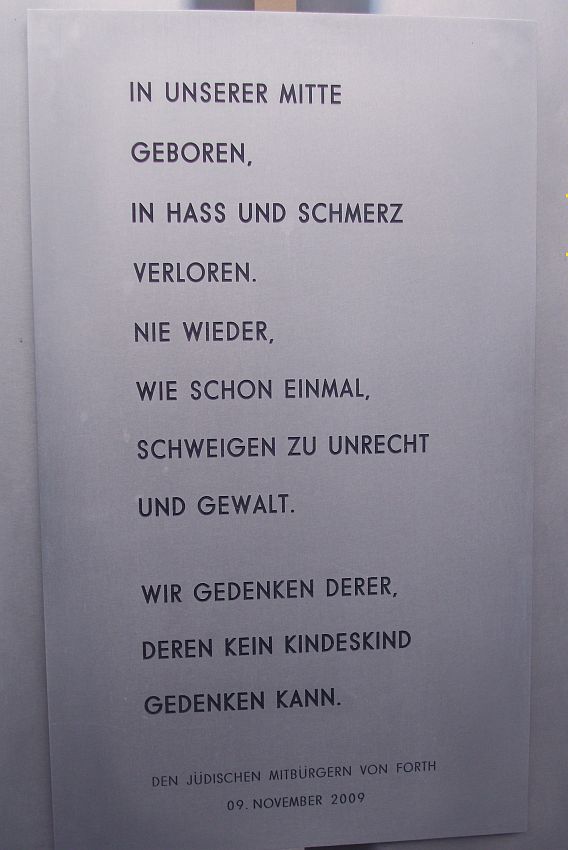 IN UNSERER MITTE
GEBOREN,
IN HASS UND SCHMERZ
VERLOREN.
NIE WIEDER,
WIE SCHON EINMAL,
SCHWEIGEN ZU UNRECHT
UND GEWALT.
WIR GEDENKEN DERER,
DEREN KEIN KINDESKIND
GEDENKEN KANN.
DEN JÜDISCHEN MITBÜRGERN VON FORTH
09. NOVEMBER 2009